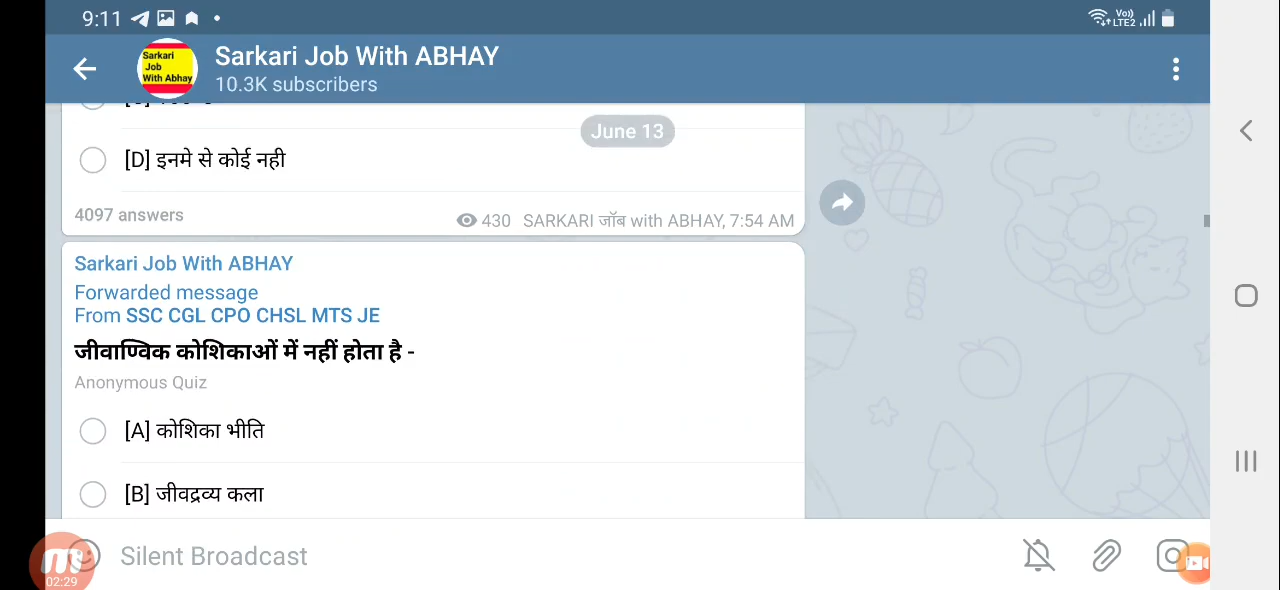 9:11
Vo))
LTE2
Sarkari
Job
With Abhay
Sarkari Job With ABHAY
10.3K subscribers
June 13
[D] इनमे से कोई नही
4097 answers
430 SARKARI जॉब with ABHAY, 7:54 AM
Sarkari Job With ABHAY
Forwarded message
From SSC CGL CPO CHSL MTS JE
जीवाण्विक कोशिकाओं में नहीं होता है -
Anonymous Quiz
[A] कोशिका भीति
[B] जीवद्रव्य कला
Silent Broadcast
02:29